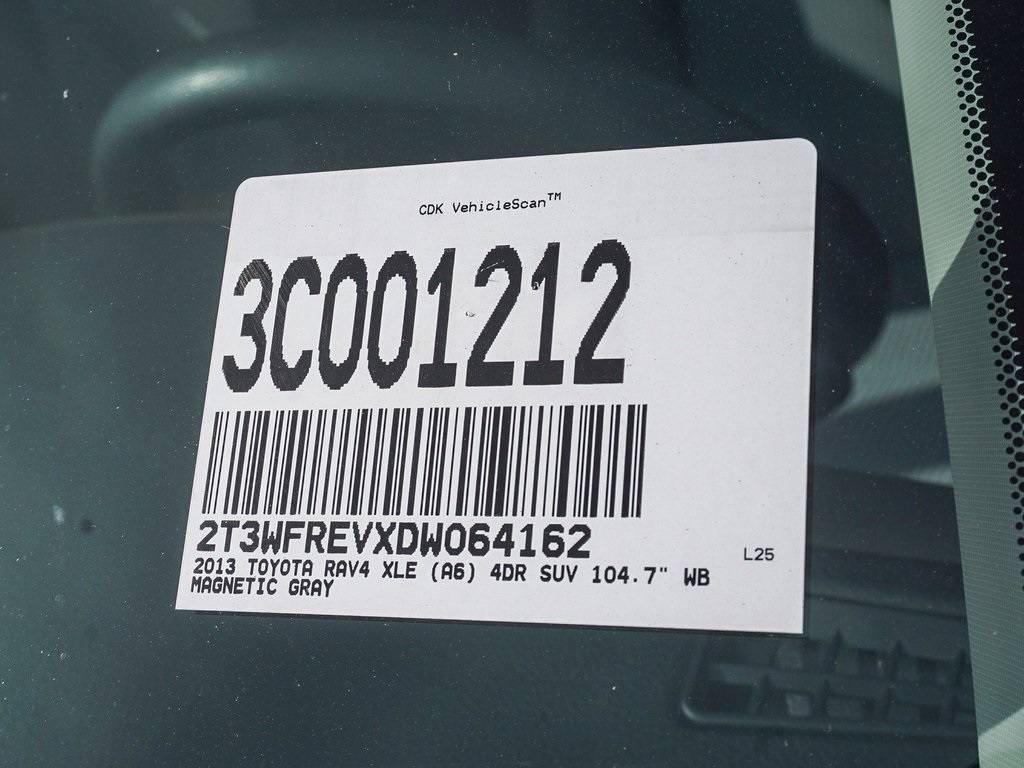 CDK VehicleScan™
3C001212
2T3WFREVXDW064162
L25
2013 TOYOTA RAV4 XLE (A6) 4DR SUV 104.7" WB
MAGNETIC GRAY